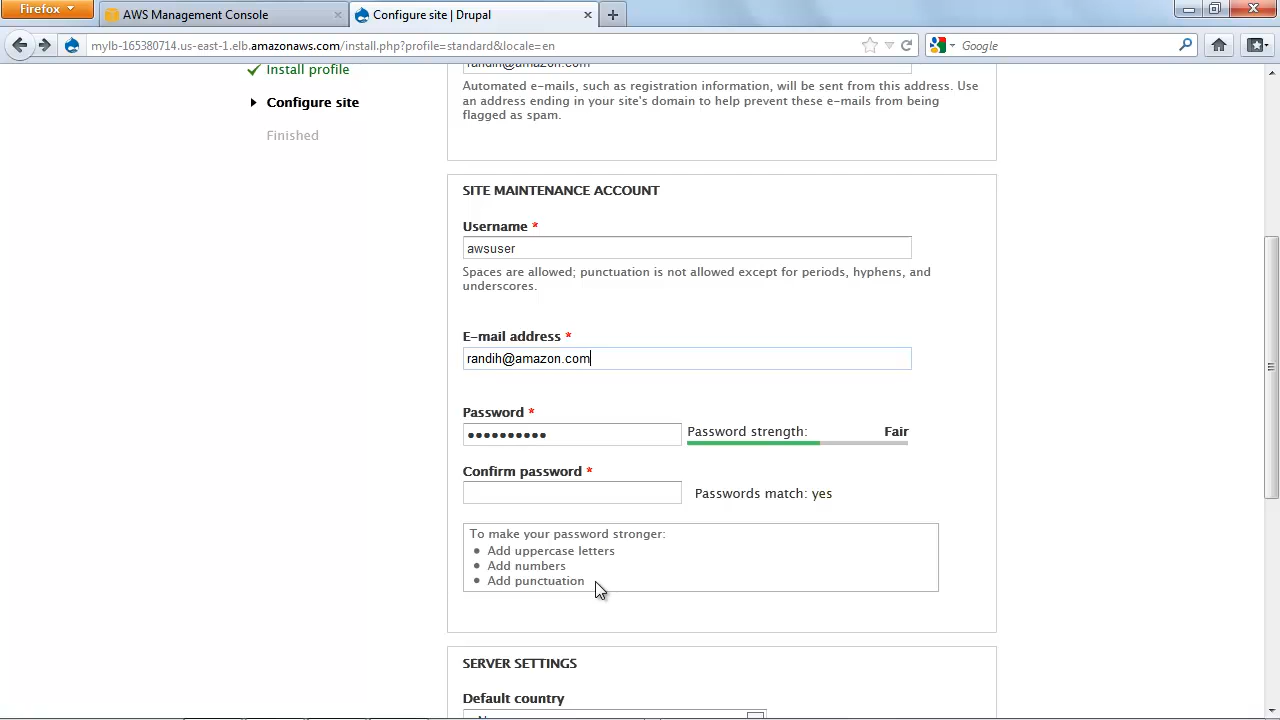 Firefox
AWS Management Console
Configure site | Drupal
mylb-165380714.us-east-1.elb.amazonaws.com/install.php?profile=standard&locale=en
Google
Install profile
Configure site
Finished
randih@amazon.com
Automated e-mails, such as registration information, will be sent from this address. Use
an address ending in your site's domain to help prevent these e-mails from being
flagged as spam.
SITE MAINTENANCE ACCOUNT
Username *
awsuser
Spaces are allowed; punctuation is not allowed except for periods, hyphens, and
underscores.
E-mail address *
randih@amazon.com
Password *
●●●●●●●●●●
Password strength:
Fair
Confirm password *
Passwords match: yes
To make your password stronger:
Add uppercase letters
Add numbers
Add punctuation
SERVER SETTINGS
Default country